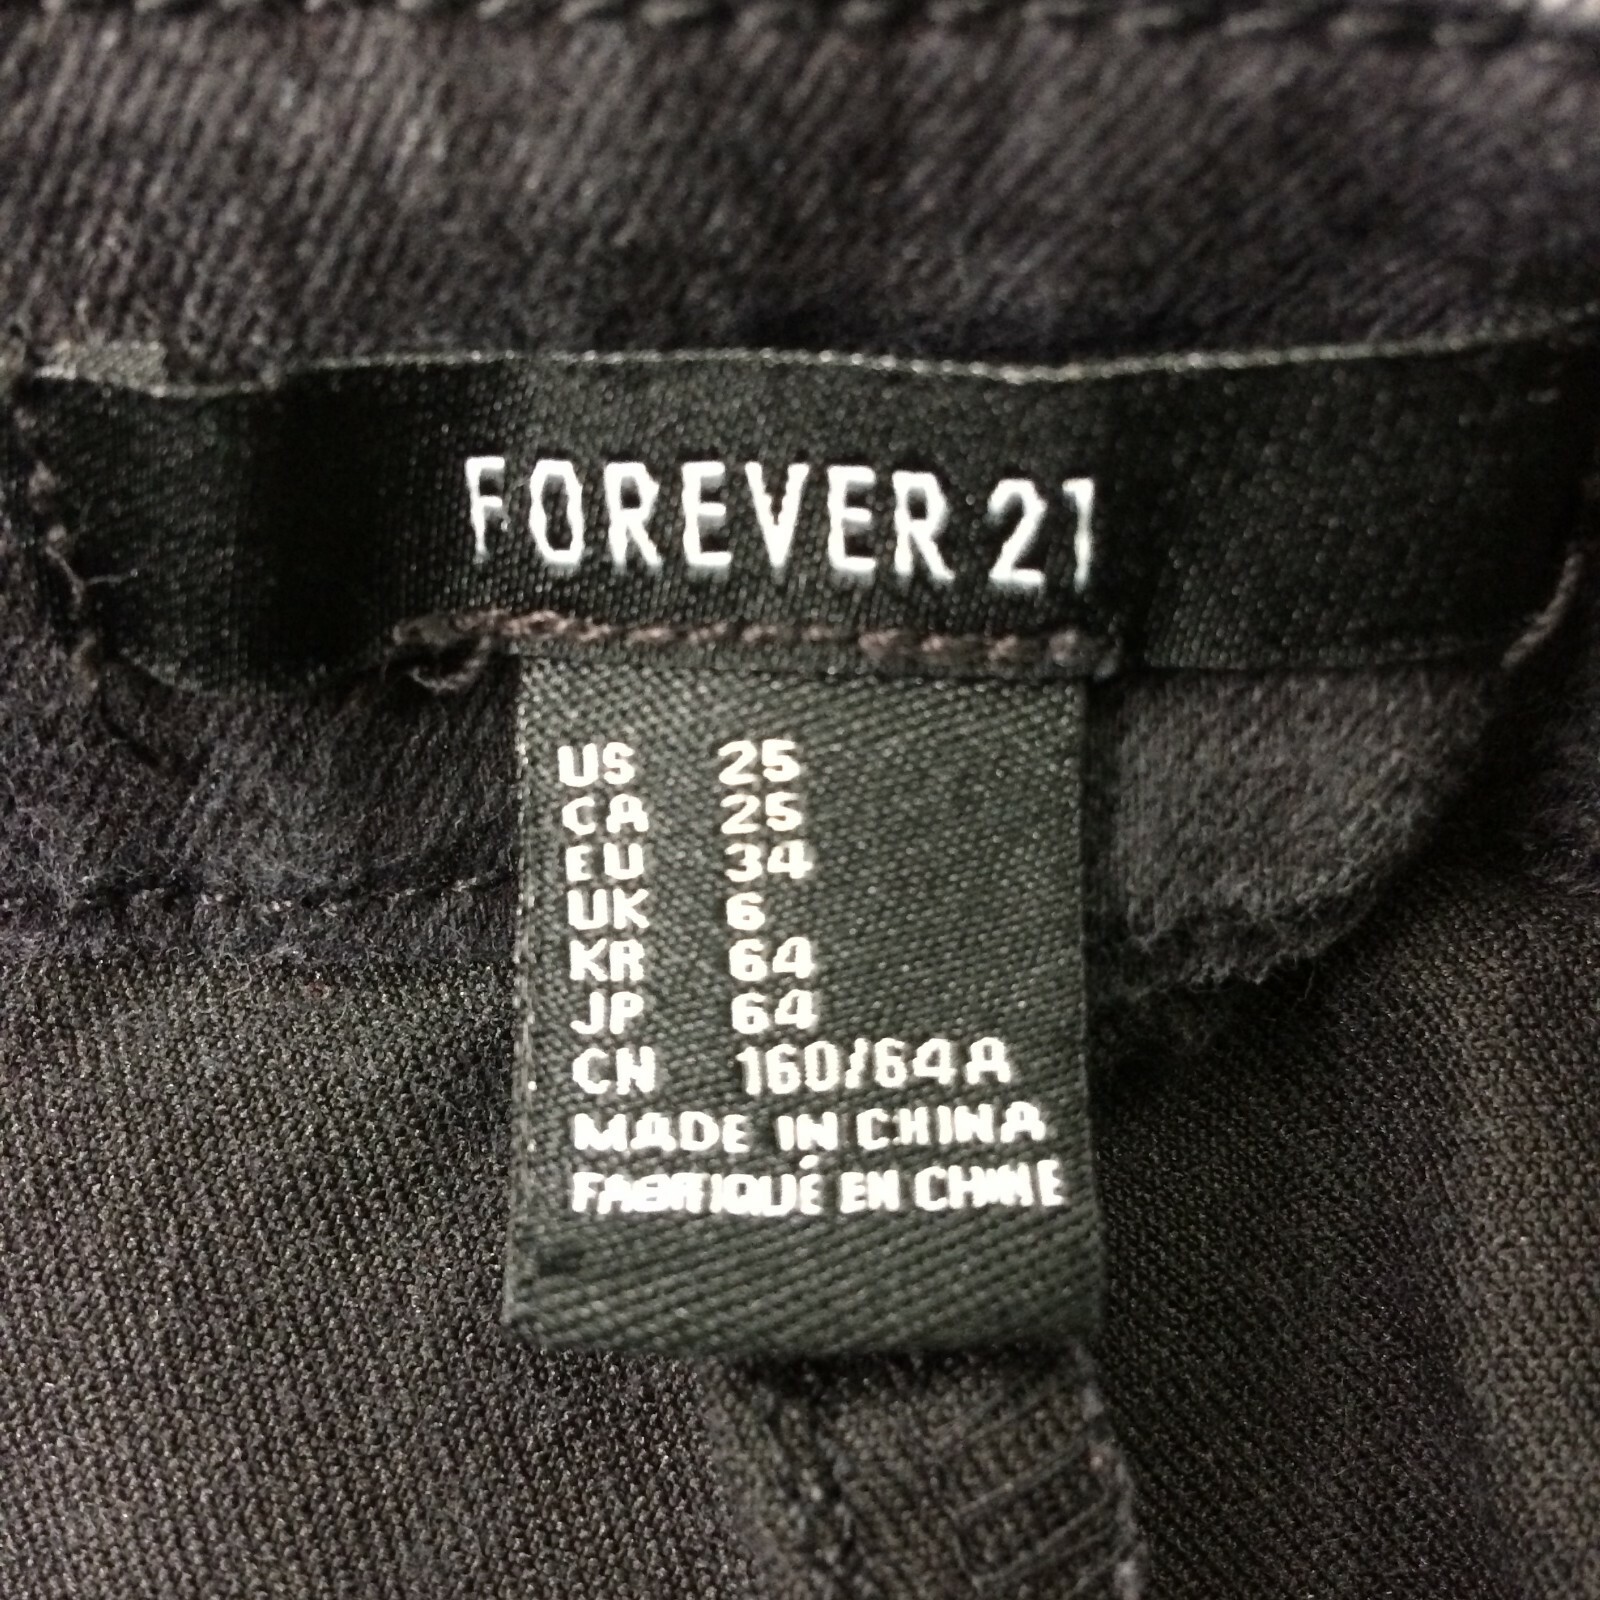 FOREVER 21
US 25
CA 25
EU 34
UK 6
KR 64
JP 64
CN 160/64A
MADE IN CHINA
FABRIQUÉ EN CHINE